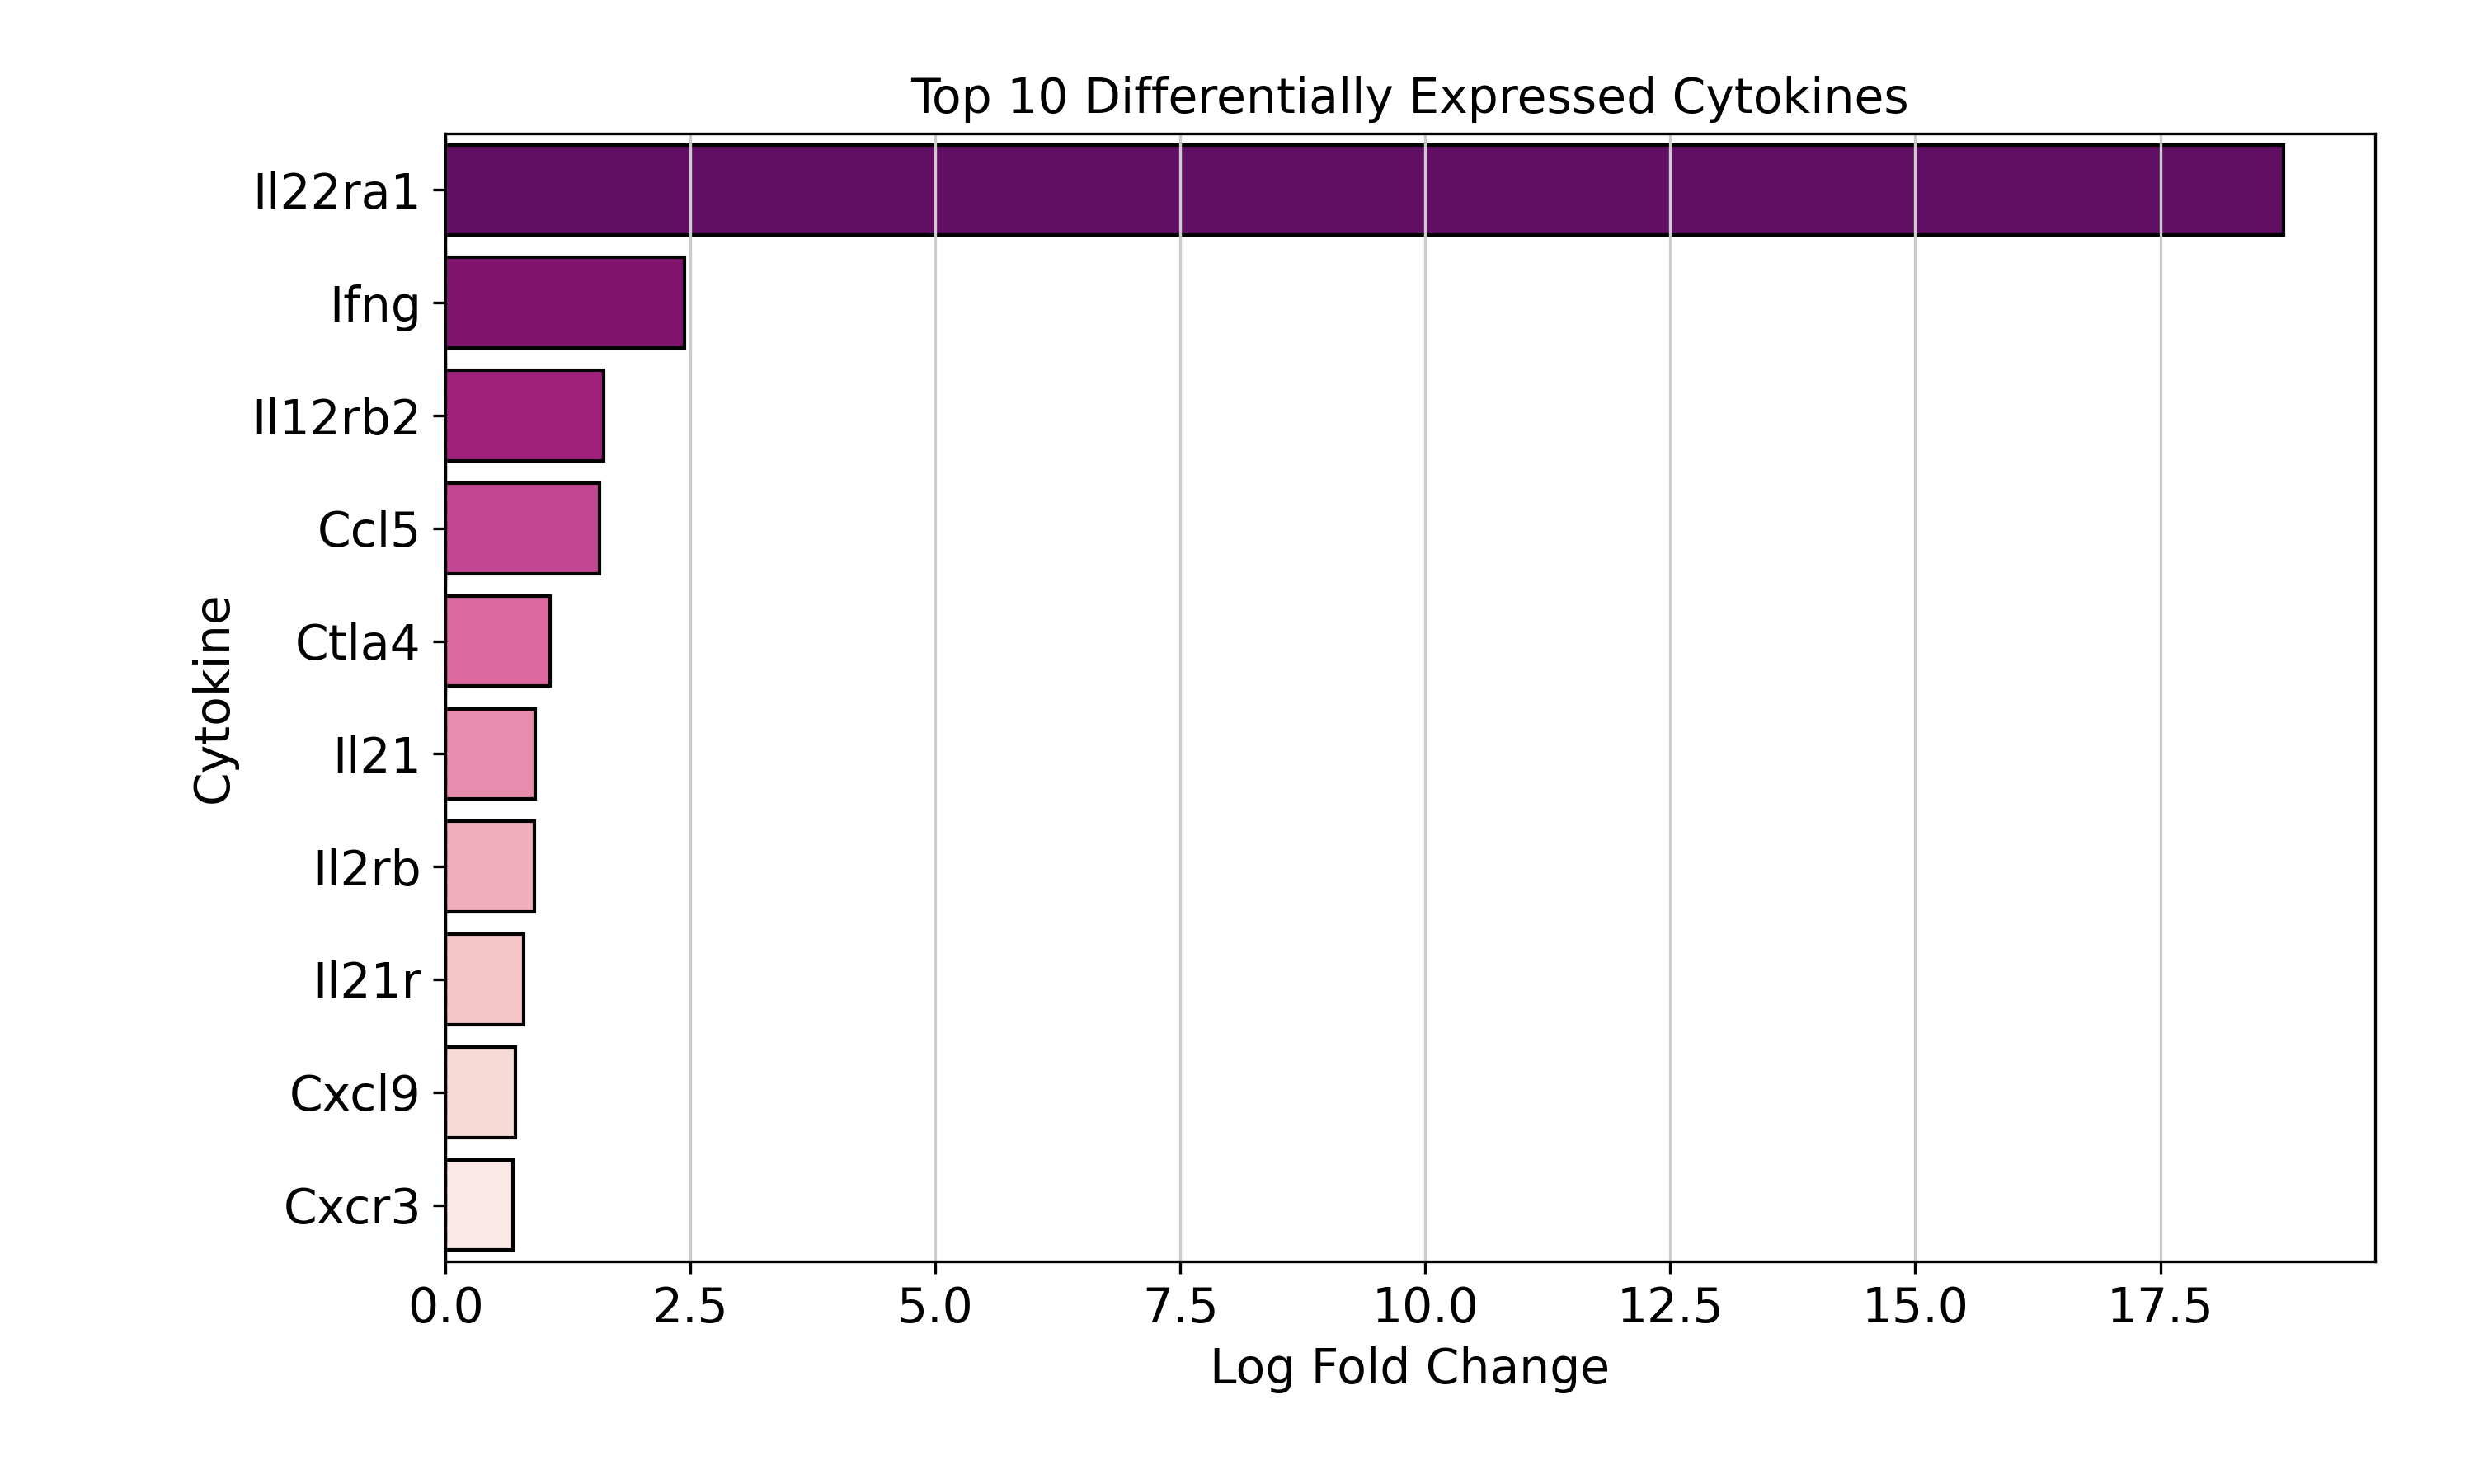 Top 10 Differentially Expressed Cytokines
Il22ra1
Ifng
Il12rb2
Ccl5
Ctla4
Il21
Il2rb
Il21r
Cxcl9
Cxcr3
Cytokine
0.0 2.5 5.0 7.5 10.0 12.5 15.0 17.5
Log Fold Change